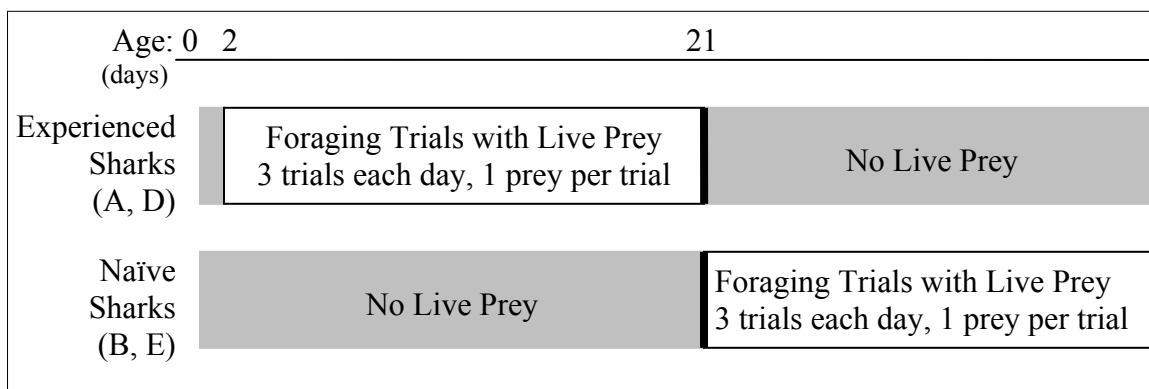 Age: 0 2 21
(days)
Experienced
Sharks
(A, D)
Foraging Trials with Live Prey
3 trials each day, 1 prey per trial
No Live Prey
Naïve
Sharks
(B, E)
No Live Prey
Foraging Trials with Live Prey
3 trials each day, 1 prey per trial